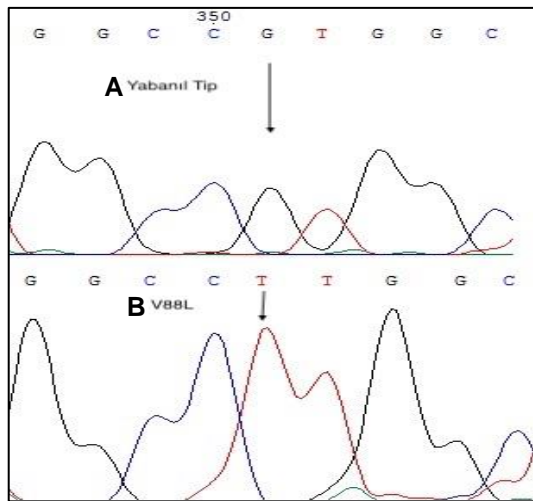 350
G G C C G T G G C
A Yabanıl Tip
G G C C T T G G C
B V88L